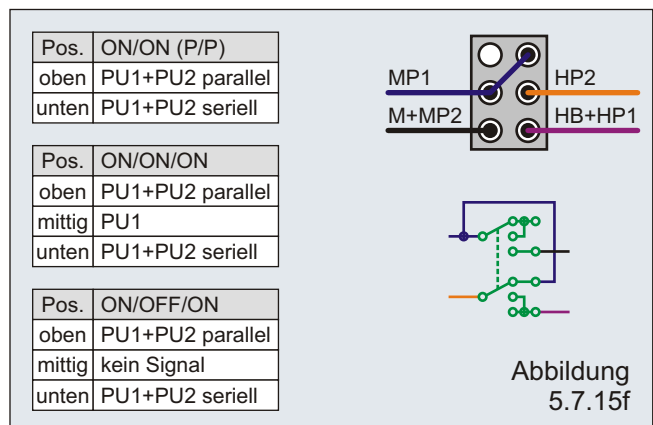 Pos. ON/ON (P/P)
oben PU1+PU2 parallel
unten PU1+PU2 seriell
Pos. ON/ON/ON
oben PU1+PU2 parallel
mittig PU1
unten PU1+PU2 seriell
Pos. ON/OFF/ON
oben PU1+PU2 parallel
mittig kein Signal
unten PU1+PU2 seriell
MP1 HP2
M+MP2 HB+HP1
Abbildung
5.7.15f